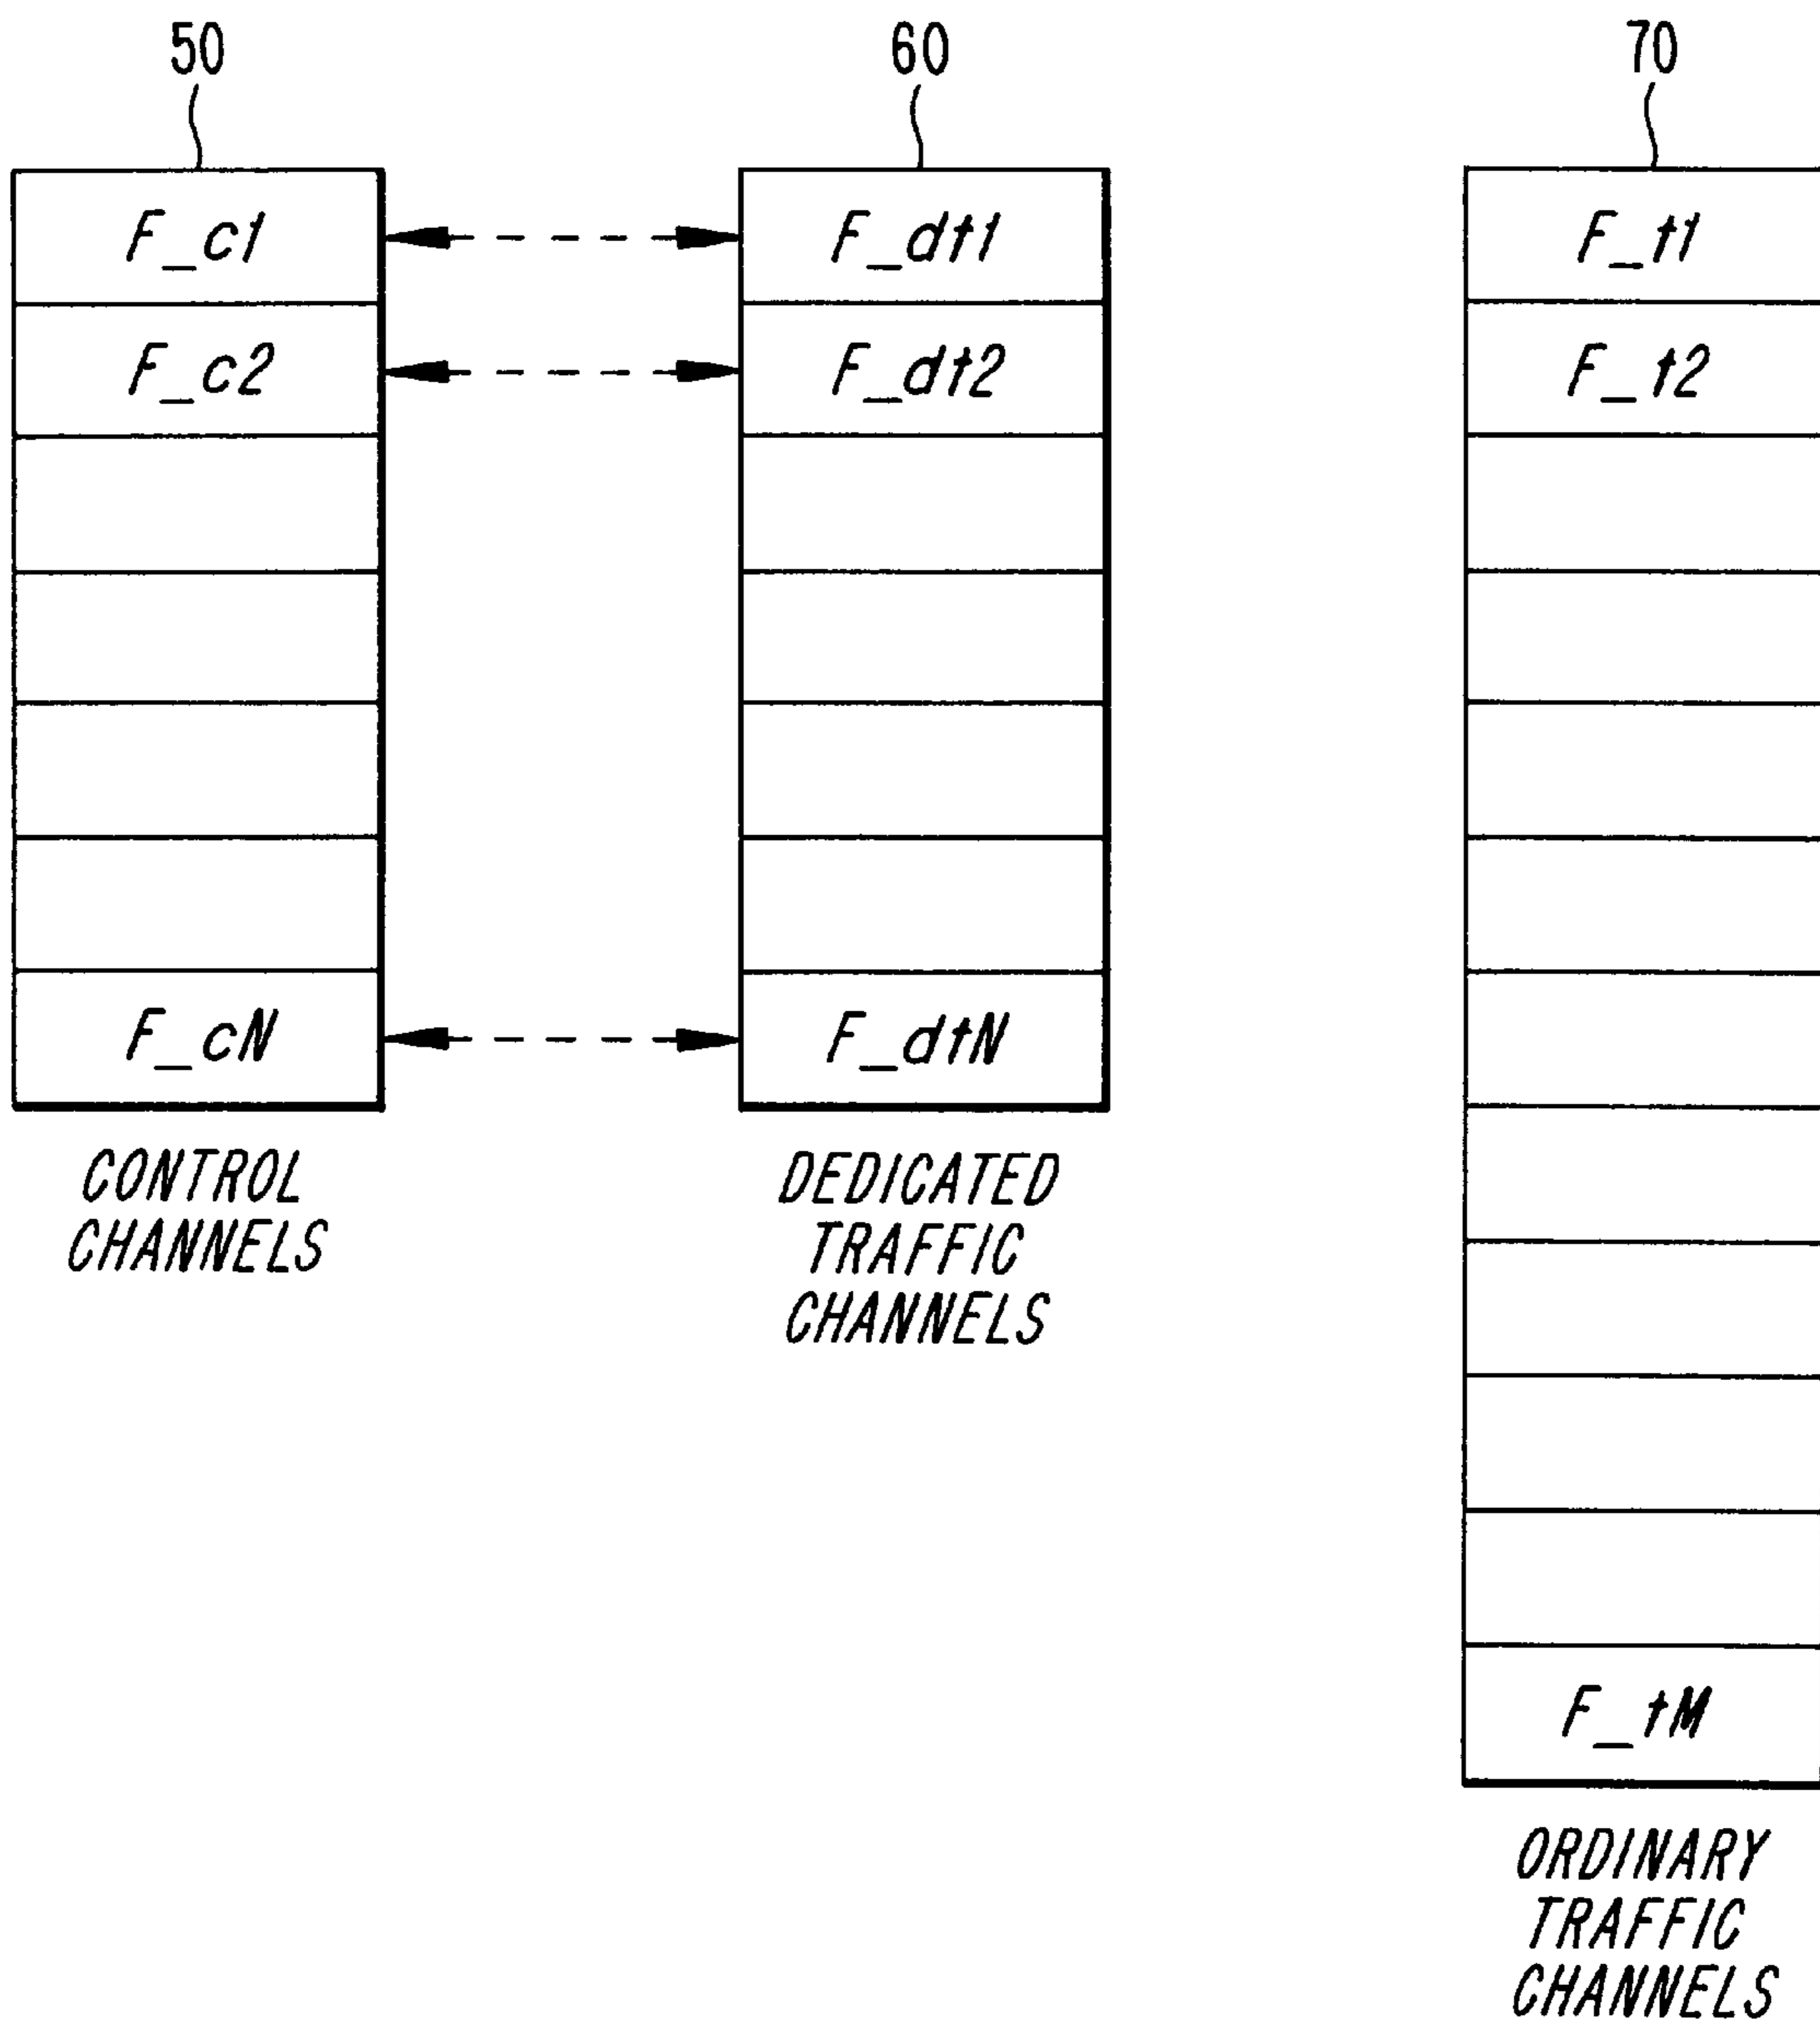 50
60
70
F_c1
F_dt1
F_t1
F_c2
F_dt2
F_t2
F_cN
F_dtN
CONTROL
CHANNELS
DEDICATED
TRAFFIC
CHANNELS
F_tM
ORDINARY
TRAFFIC
CHANNELS